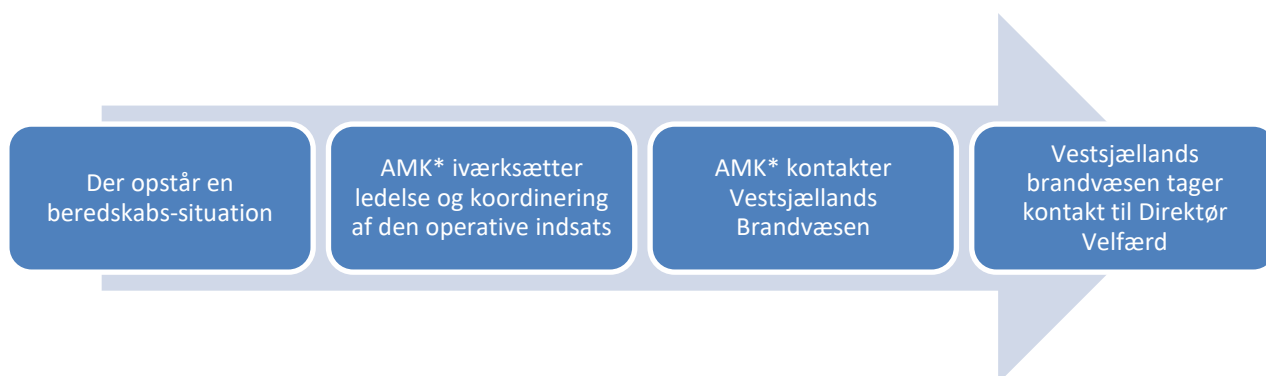 Der opstår en
beredskabs-situation
AMK* iværksætter
ledelse og koordinering
af den operative indsats
AMK* kontakter
Vestsjællands
Brandvæsen
Vestsjællands
brandvæsen tager
kontakt til Direktør
Velfærd